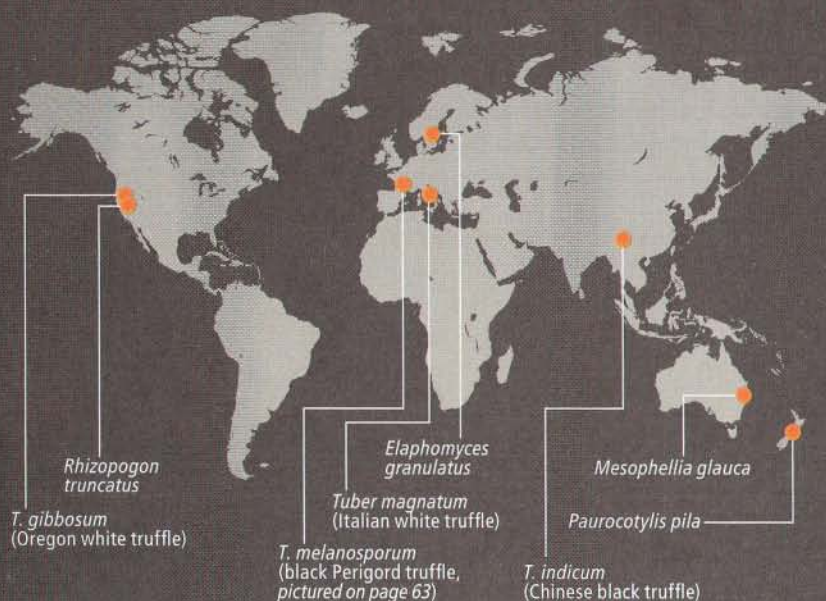 Rhizopogon
truncatus
T. gibbosum
(Oregon white truffle)
Elaphomyces
granulatus
Tuber magnatum
(Italian white truffle)
T. melanosporum
(black Perigord truffle,
pictured on page 63)
Mesophellia glauca
Paurocotylis pila
T. indicum
(Chinese black truffle)